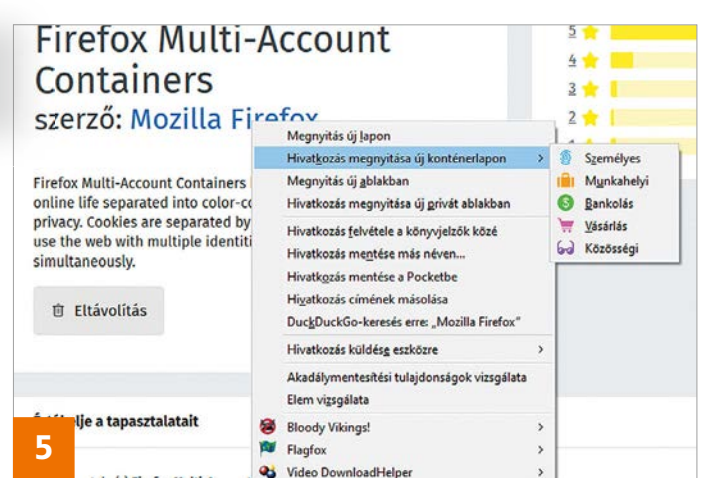 Firefox Multi-Account
Containers
szerző: Mozilla Firefox
5
4
3
2
Firefox Multi-Account Containers
online life separated into
privacy. Cookies are separated by
use the web with multiple
simultaneously.
Eltávolítás
a tapasztalatait
5
Megnyitás új lapon
Hivatkozás megnyitása új konténerlapon
Megnyitás új ablakban
Hivatkozás megnyitása új privát ablakban
Hivatkozás felvétele a könyvjelzők közé
Hivatkozás mentése más néven...
Hivatkozás mentése a Pocketbe
Hivatkozás címének másolása
DuckDuckGo-keresés erre: „Mozilla Firefox”
Hivatkozás küldése eszközre
Akadálymentesítési tulajdonságok vizsgálata
Elem vizsgálata
Bloody Vikings!
Flagfox
Video DownloadHelper
Személyes
Munkahelyi
Bankolás
Vásárlás
Közösségi